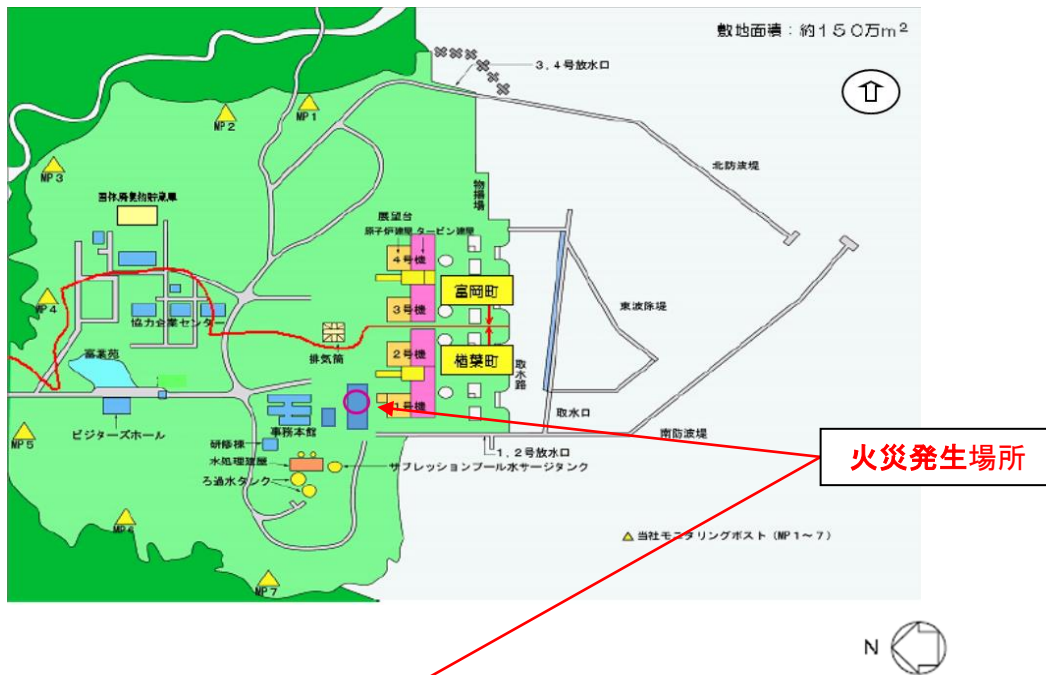 敷地面積：約１５０万m²
3，4号放水口
MP1
MP2
北防波堤
MP3
固体廃棄物貯蔵庫
物揚場
展望台
原子炉建屋 タービン建屋
4号機
富岡町
MP4
3号機
東波除堤
協力企業センター
排気筒
2号機
楢葉町
取水路
1号機
取水口
ビジターズホール
事務本館
南防波堤
MP5
研修棟
1，2号放水口
火災発生場所
水処理建屋
サプレッションプール水サージタンク
ろ過水タンク
MP6
当社モニタリングポスト（MP1～7）
MP7
N